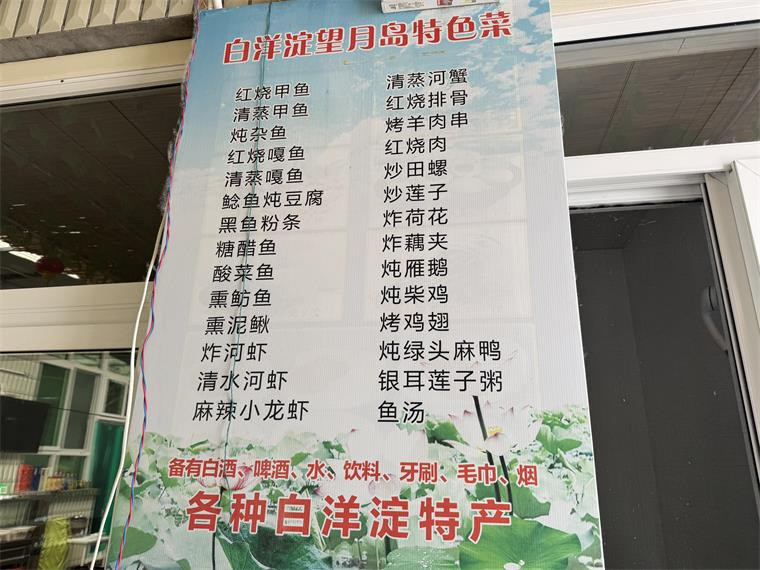 白洋淀望月岛特色菜
红烧甲鱼
清蒸甲鱼
炖杂鱼
红烧嘎鱼
清蒸嘎鱼
鲶鱼炖豆腐
黑鱼粉条
糖醋鱼
酸菜鱼
熏鲂鱼
熏泥鳅
炸河虾
清水河虾
麻辣小龙虾
清蒸河蟹
红烧排骨
烤羊肉串
红烧肉
炒田螺
炒莲子
炸荷花
炸藕夹
炖雁鹅
炖柴鸡
烤鸡翅
炖绿头麻鸭
银耳莲子粥
鱼汤
备有白酒、啤酒、水、饮料、牙刷、毛巾、烟
各种白洋淀特产